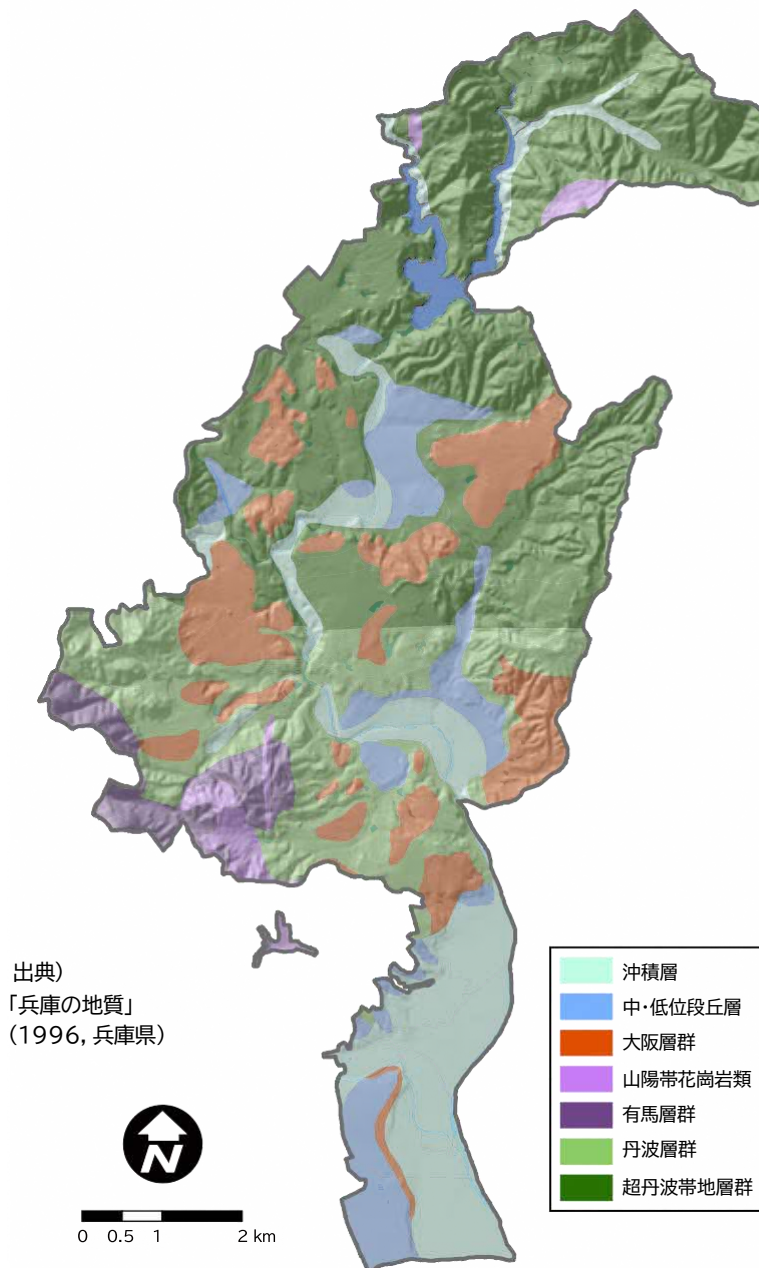 出典)
「兵庫の地質」
(1996, 兵庫県)
N
0 0.5 1 2 km
沖積層
中・低位段丘層
大阪層群
山陽帯花崗岩類
有馬層群
丹波層群
超丹波帯地層群